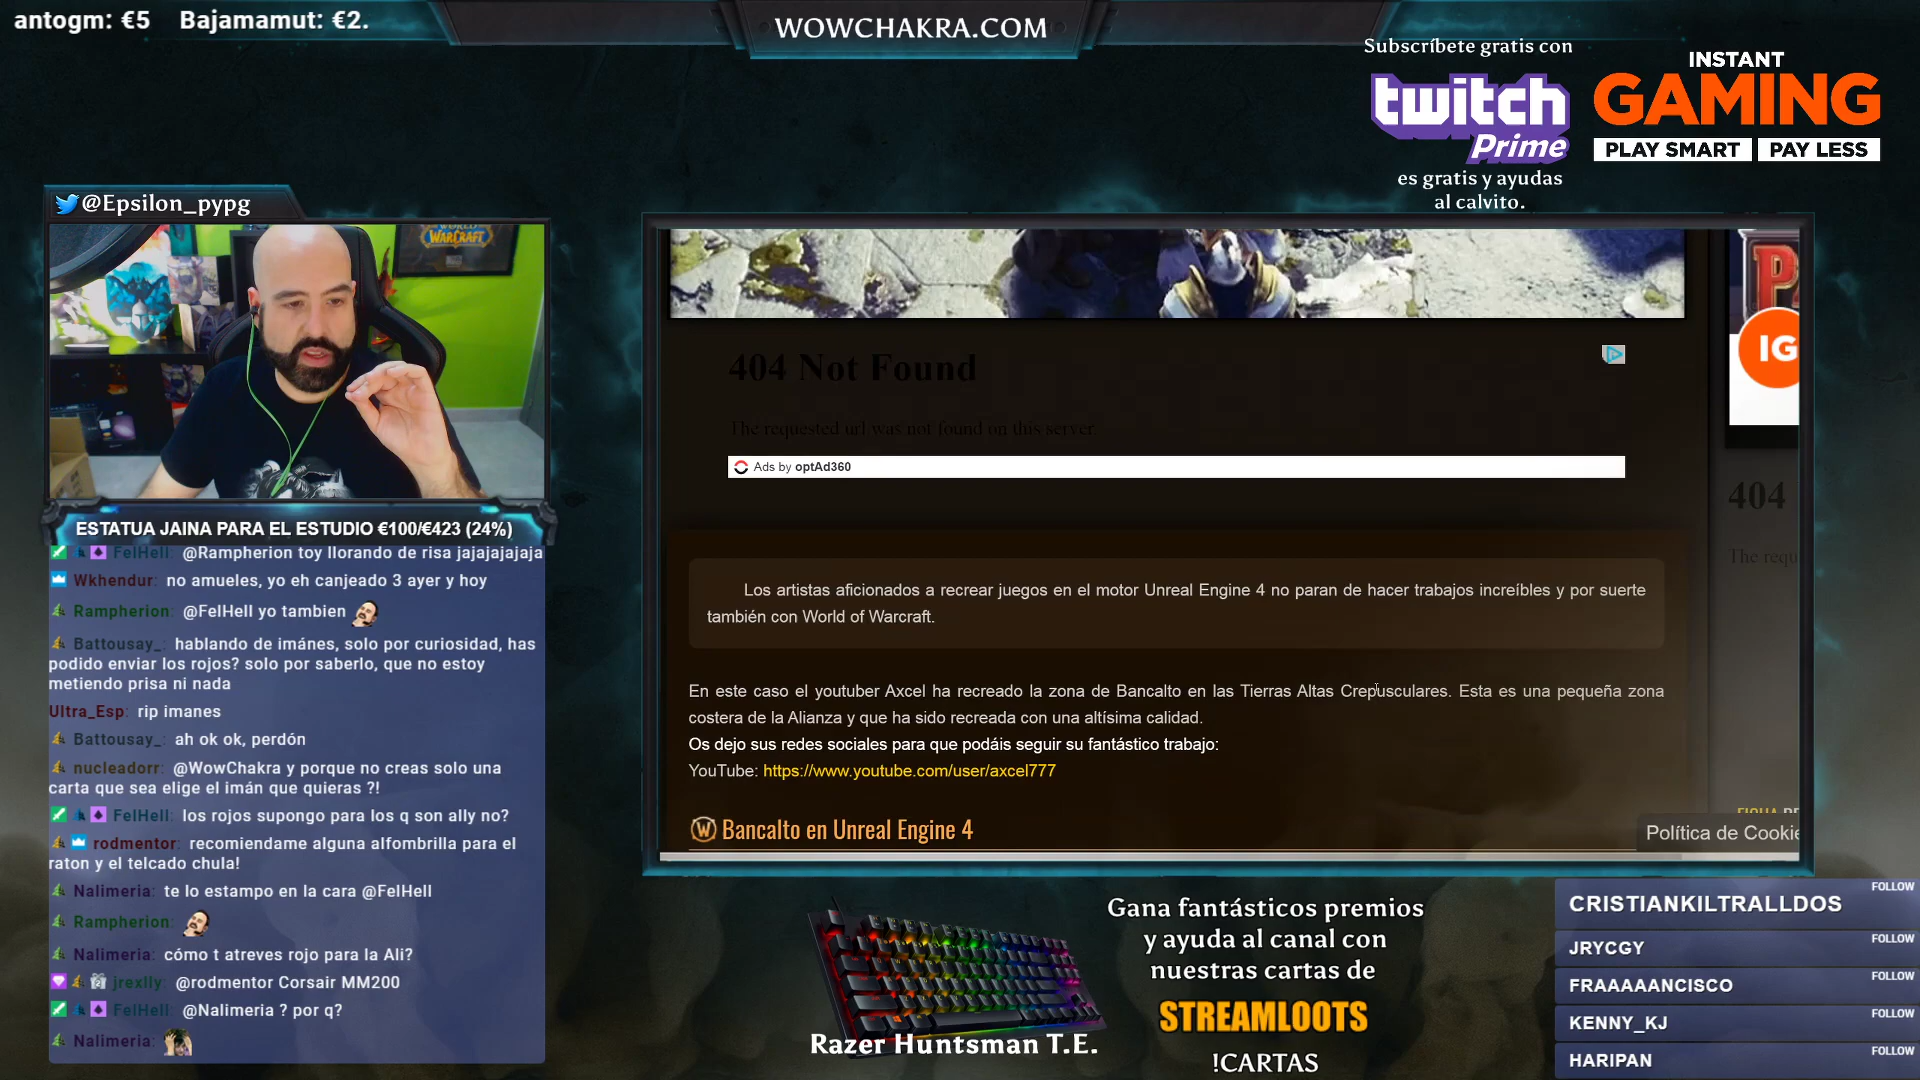 antogm: €5 Bajamamut: €2.
WOWCHAKRA.COM
Subscríbete gratis con
twitch
Prime
es gratis y ayudas
al calvito.
INSTANT
GAMING
PLAY SMART PAY LESS
@Epsilon_pypg
WORLD
WARCRAFT
ESTATUA JAINA PARA EL ESTUDIO €100/€423 (24%)
FelHell: @Rampherion toy llorando de risa jajajajajaja
Wkhendur: no amueles, yo eh canjeado 3 ayer y hoy
Rampherion: @FelHell yo tambien
Battousay_: hablando de imánes, solo por curiosidad, has
podido enviar los rojos? solo por saberlo, que no estoy
metiendo prisa ni nada
Ultra_Esp: rip imanes
Battousay_: ah ok ok, perdón
nucleadorr: @WowChakra y porque no creas solo una
carta que sea elige el imán que quieras ?!
FelHell: los rojos supongo para los q son ally no?
rodmentor: recomiendame alguna alfombrilla para el
raton y el telcado chula!
Nalimeria: te lo estampo en la cara @FelHell
Rampherion:
Nalimeria: cómo t atreves rojo para la Ali?
jrexlly: @rodmentor Corsair MM200
FelHell: @Nalimeria ? por q?
Nalimeria:
404 Not Found
The requested url was not found on this server.
Ads by optAd360
Los artistas aficionados a recrear juegos en el motor Unreal Engine 4 no paran de hacer trabajos increíbles y por suerte
también con World of Warcraft.
En este caso el youtuber Axcel ha recreado la zona de Bancalto en las Tierras Altas Crepusculares. Esta es una pequeña zona
costera de la Alianza y que ha sido recreada con una altísima calidad.
Os dejo sus redes sociales para que podáis seguir su fantástico trabajo:
YouTube: https://www.youtube.com/user/axcel777
Bancalto en Unreal Engine 4
IG
404
The requ
Política de Cookie
Razer Huntsman T.E.
Gana fantásticos premios
y ayuda al canal con
nuestras cartas de
STREAMLOOTS
!CARTAS
CRISTIANKILTRALLDOS FOLLOW
JRYCGY FOLLOW
FRAAAAANCISCO FOLLOW
KENNY_KJ FOLLOW
HARIPAN FOLLOW